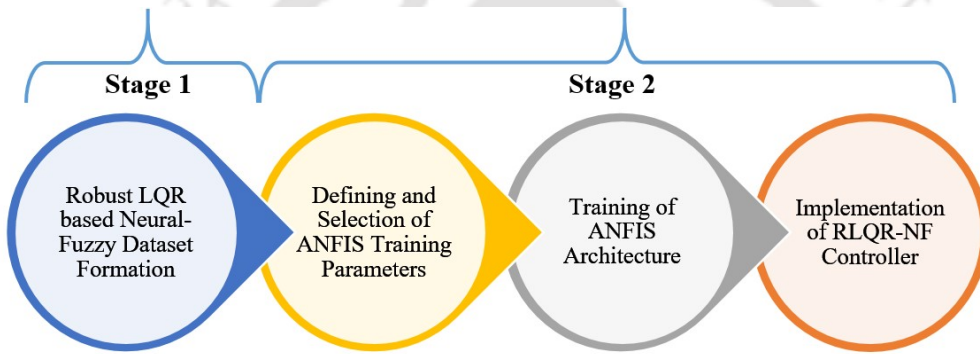 Stage 1
Stage 2
Robust LQR
based Neural-
Fuzzy Dataset
Formation
Defining and
Selection of
ANFIS Training
Parameters
Training of
ANFIS
Architecture
Implementation
of RLQR-NF
Controller